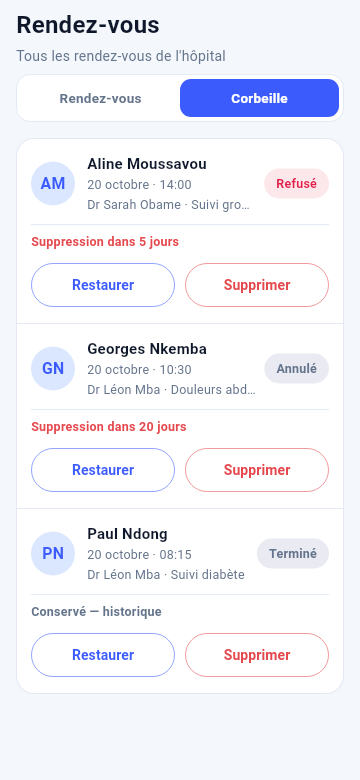 Rendez-vous
Tous les rendez-vous de l'hôpital
Rendez-vous
Corbeille
AM
Aline Moussavou
20 octobre · 14:00
Dr Sarah Obame · Suivi gro…
Refusé
Suppression dans 5 jours
Restaurer
Supprimer
GN
Georges Nkemba
20 octobre · 10:30
Dr Léon Mba · Douleurs abd…
Annulé
Suppression dans 20 jours
Restaurer
Supprimer
PN
Paul Ndong
20 octobre · 08:15
Dr Léon Mba · Suivi diabète
Terminé
Conservé — historique
Restaurer
Supprimer